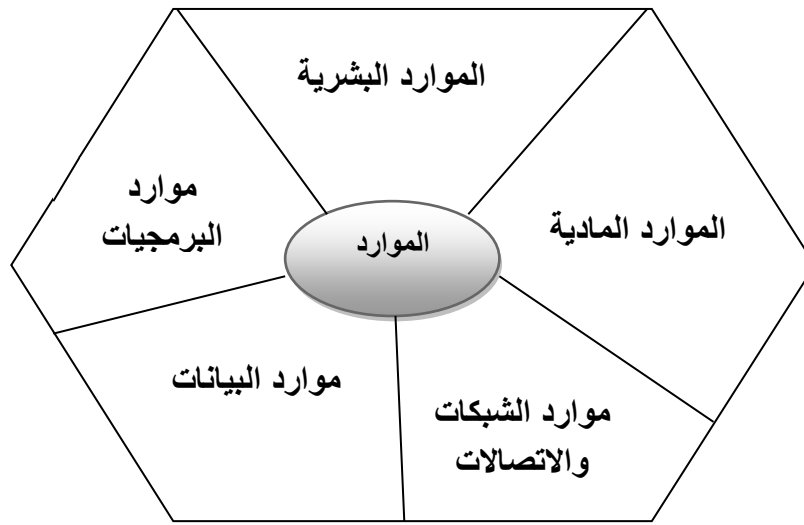 الموارد البشرية
الموارد المادية
موارد
البرمجيات
الموارد
موارد البيانات
موارد الشبكات
والاتصالات